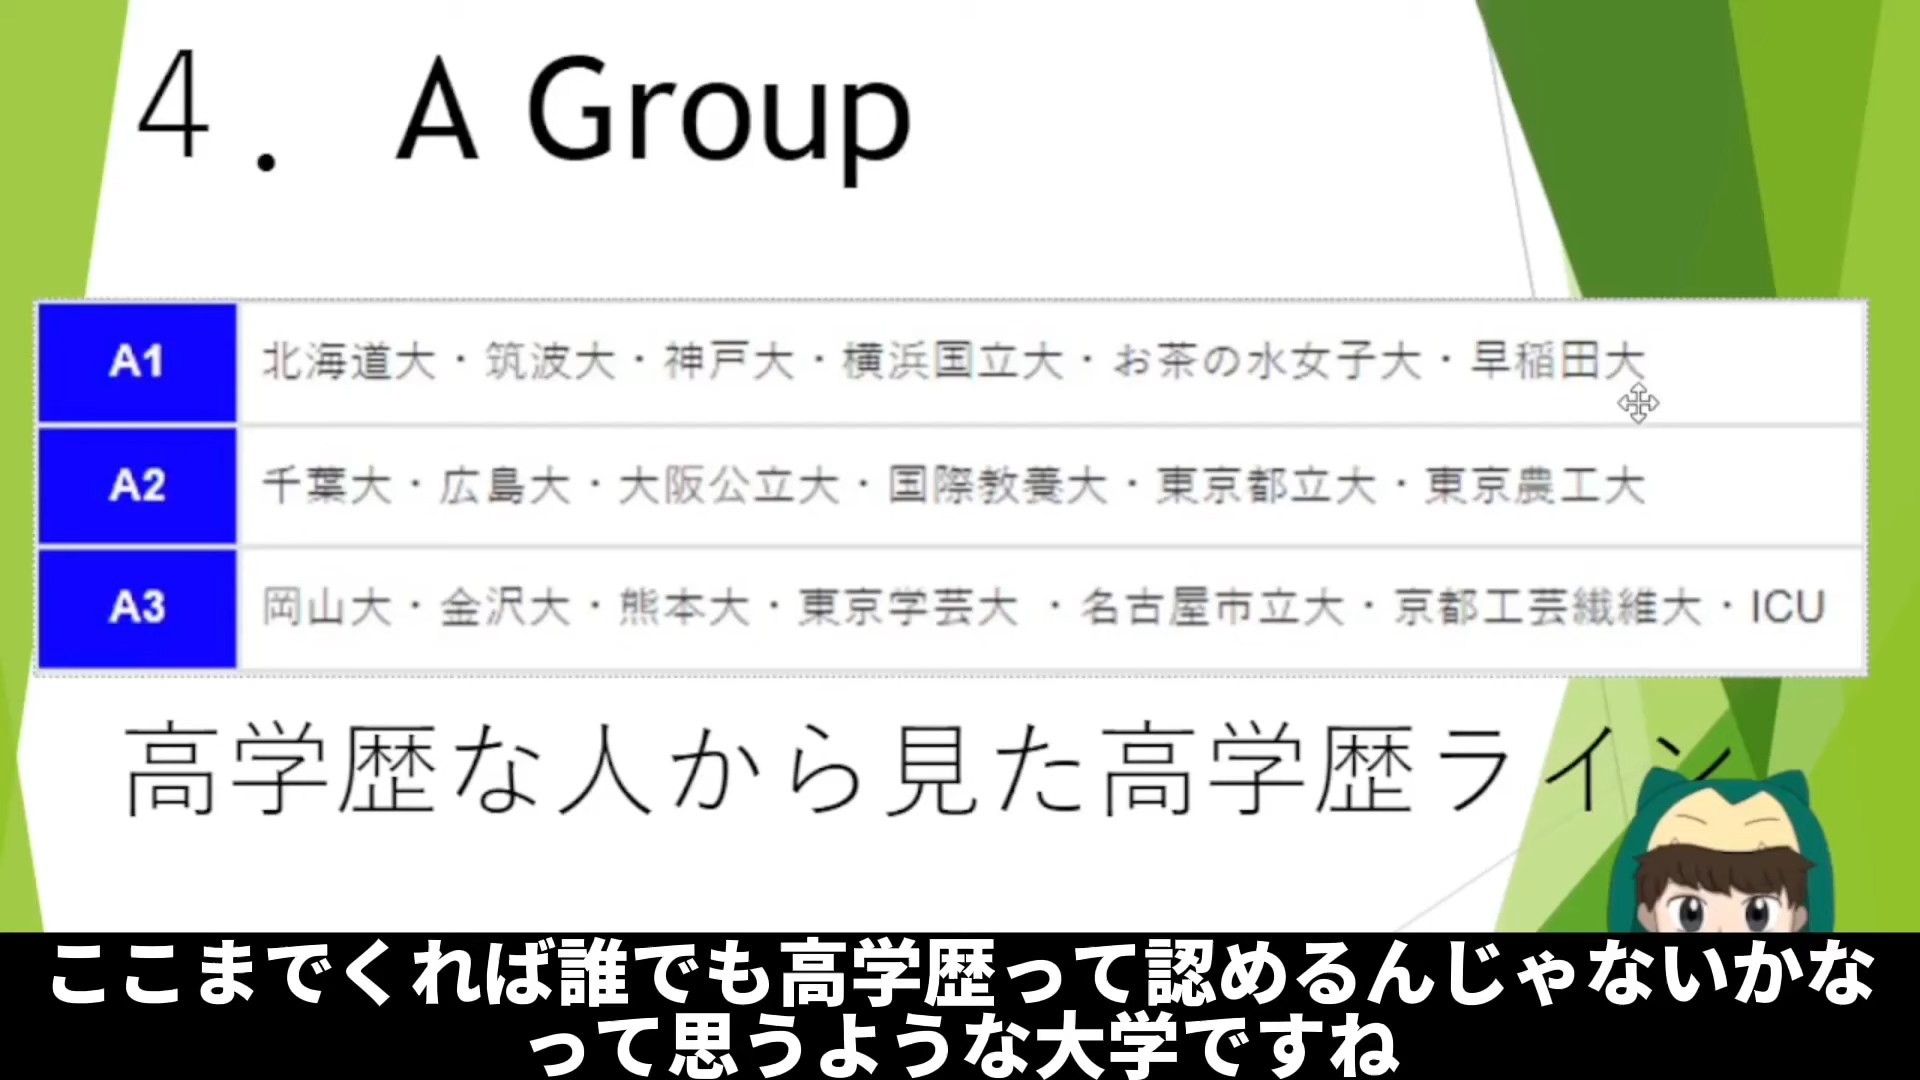 ４． A Group
A1 北海道大・筑波大・神戸大・横浜国立大・お茶の水女子大・早稲田大
A2 千葉大・広島大・大阪公立大・国際教養大・東京都立大・東京農工大
A3 岡山大・金沢大・熊本大・東京学芸大 ・名古屋市立大・京都工芸繊維大・ICU
高学歴な人から見た高学歴ライン
ここまでくれば誰でも高学歴って認めるんじゃないかな
って思うような大学ですね